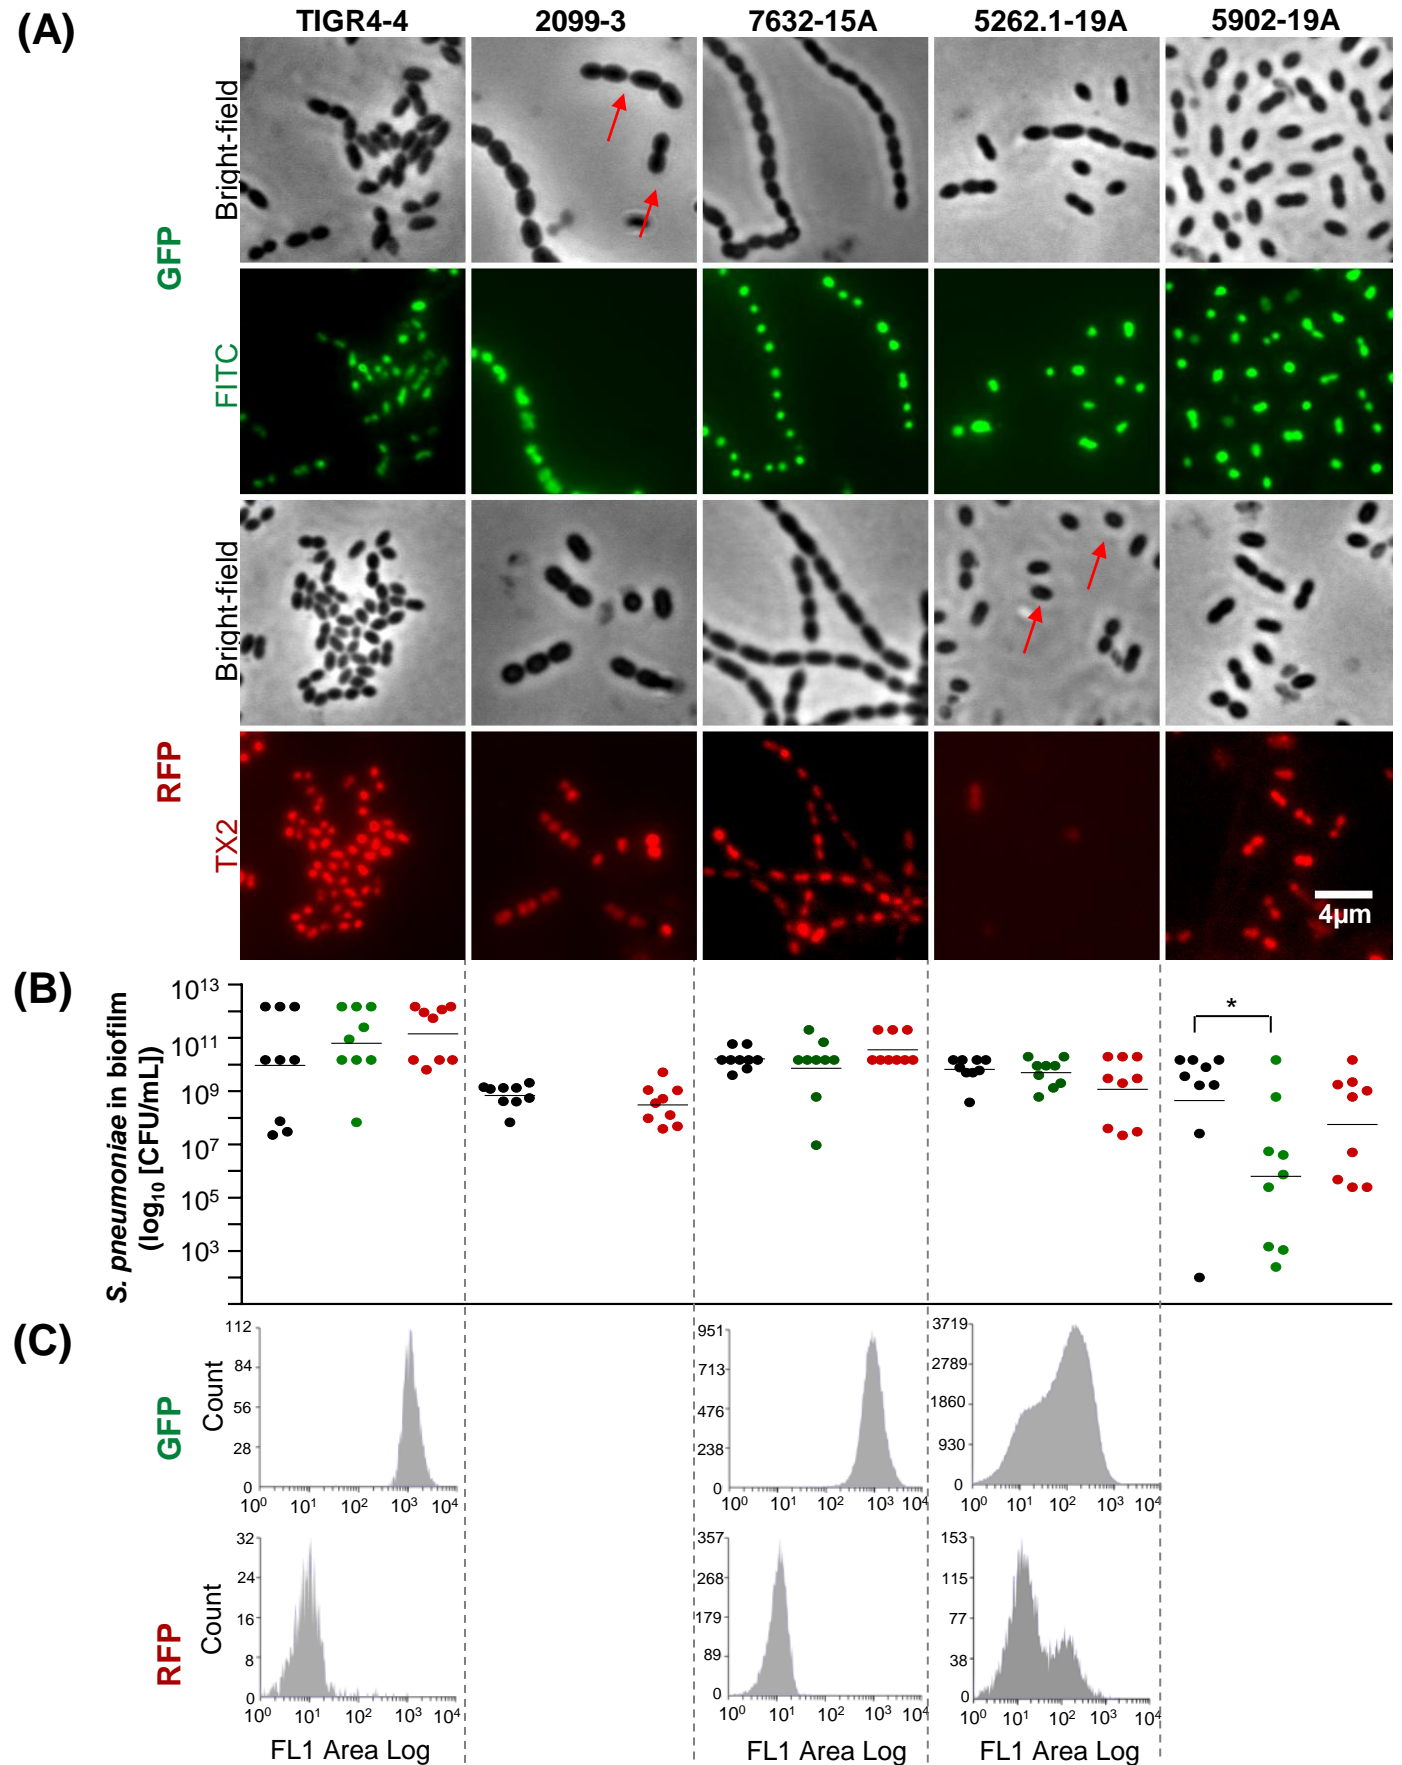 (A)
TIGR4-4 2099-3 7632-15A 5262.1-19A 5902-19A
GFP
Bright-field
FITC
RFP
Bright-field
TX2
4µm
(B)
S. pneumoniae in biofilm
(log10 [CFU/mL])
10^13
10^11
10^9
10^7
10^5
10^3
*
(C)
GFP
Count
112
84
56
28
0
10^0 10^1 10^2 10^3 10^4
951
713
476
238
0
10^0 10^1 10^2 10^3 10^4
3719
2789
1860
930
0
10^0 10^1 10^2 10^3 10^4
RFP
Count
32
24
16
8
0
10^0 10^1 10^2 10^3 10^4
FL1 Area Log
357
268
179
89
0
10^0 10^1 10^2 10^3 10^4
FL1 Area Log
153
115
77
38
0
10^0 10^1 10^2 10^3 10^4
FL1 Area Log